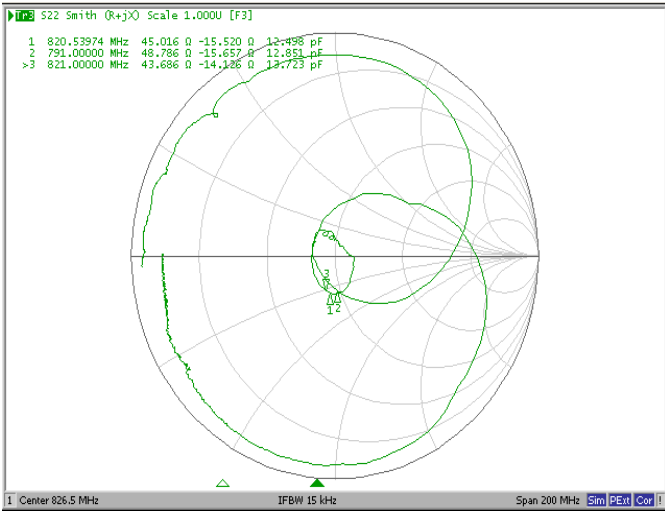 Tr3 S22 Smith (R+jX) Scale 1.000U [F3]
1 820.53974 MHz 45.016 Ω -15.520 Ω 12.498 pF
2 791.00000 MHz 48.786 Ω -15.657 Ω 12.851 pF
>3 821.00000 MHz 43.686 Ω -14.126 Ω 13.723 pF
3
1 2
1 Center 826.5 MHz IFBW 15 kHz Span 200 MHz Sim PExt Cor !